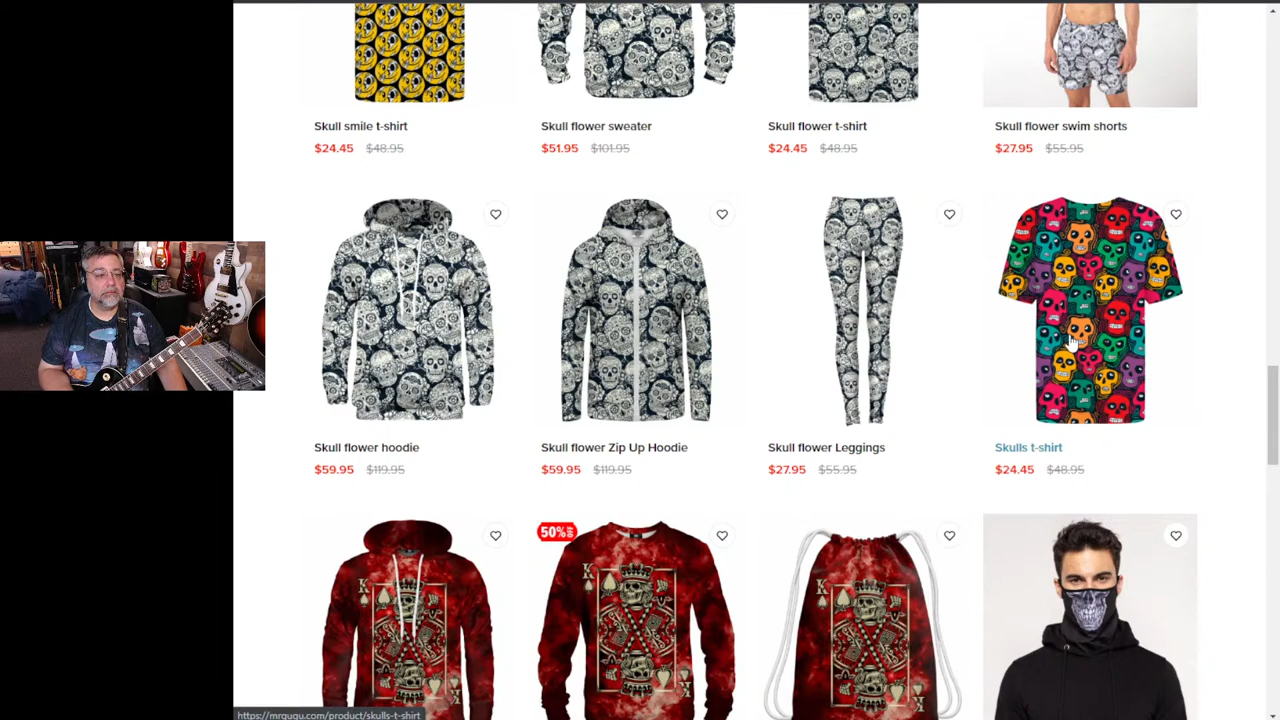 Skull smile t-shirt Skull flower sweater Skull flower t-shirt Skull flower swim shorts
$24.45 $48.95 $51.95 $101.95 $24.45 $48.95 $27.95 $55.95
Skull flower hoodie Skull flower Zip Up Hoodie Skull flower Leggings Skulls t-shirt
$59.95 $119.95 $59.95 $119.95 $27.95 $55.95 $24.45 $48.95
50% OFF
K K K
K K
https://mrgugu.com/product/skulls-t-shirt